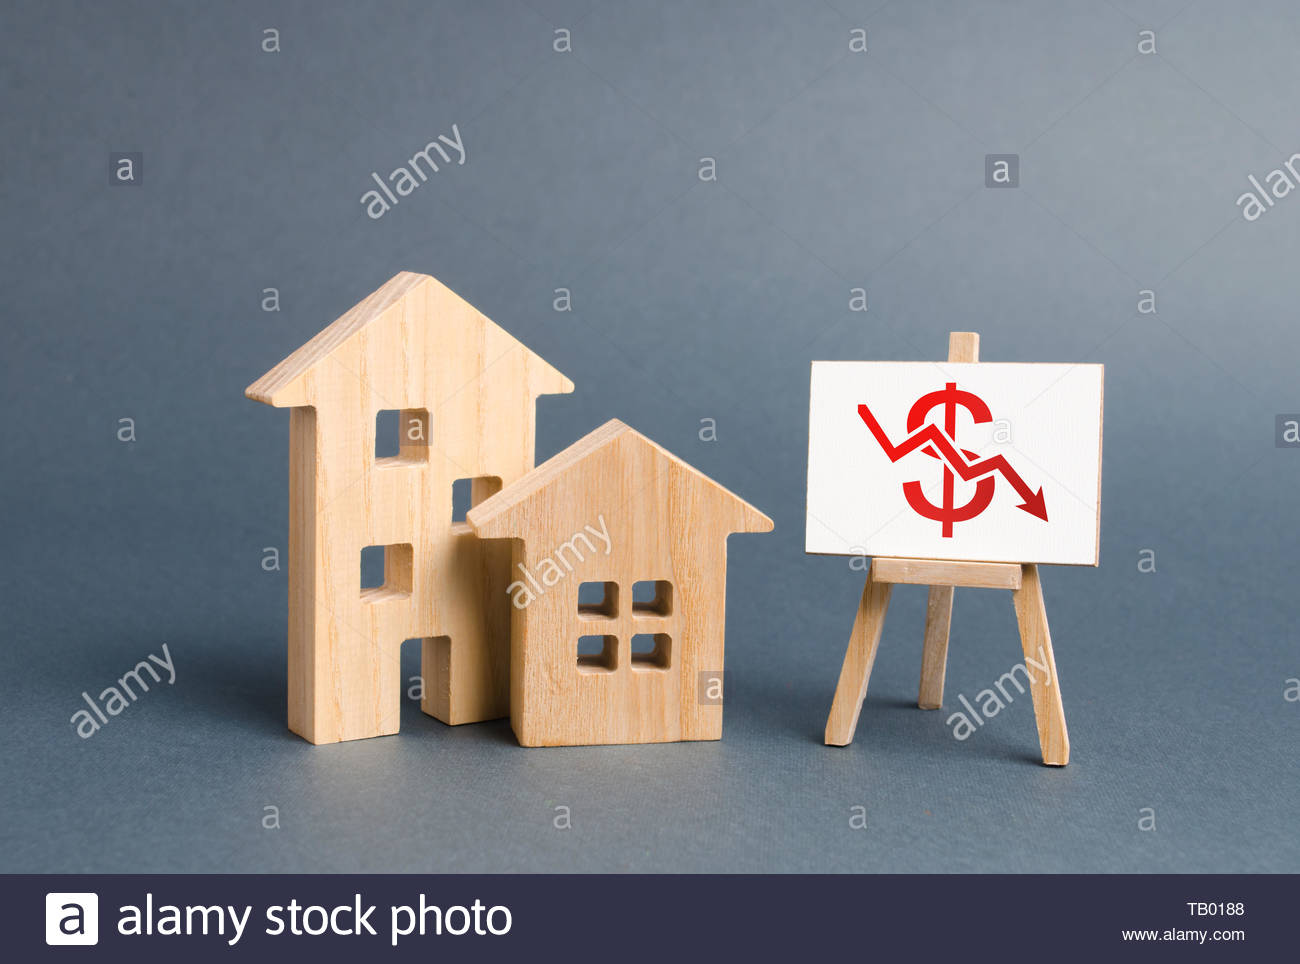 a a a a
a alamy a a alamy
a a a a
a a a
$
a alamy a
alamy a alamy a
a a a a
a alamy stock photo
TB0188
www.alamy.com